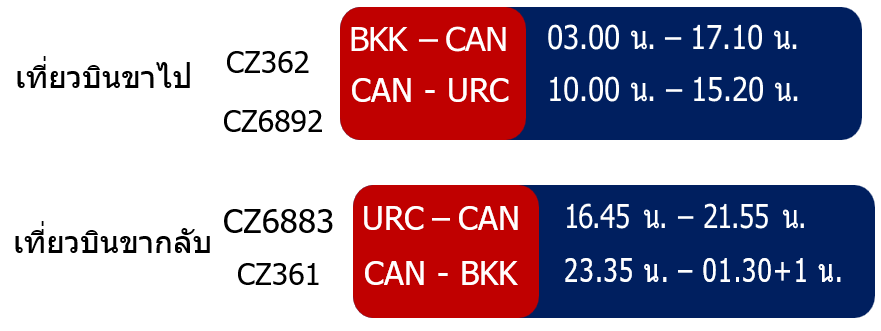 เที่ยวบินขาไป CZ362 BKK – CAN 03.00 น. – 17.10 น.
CZ6892 CAN - URC 10.00 น. – 15.20 น.
เที่ยวบินขากลับ CZ6883 URC – CAN 16.45 น. – 21.55 น.
CZ361 CAN - BKK 23.35 น. – 01.30+1 น.